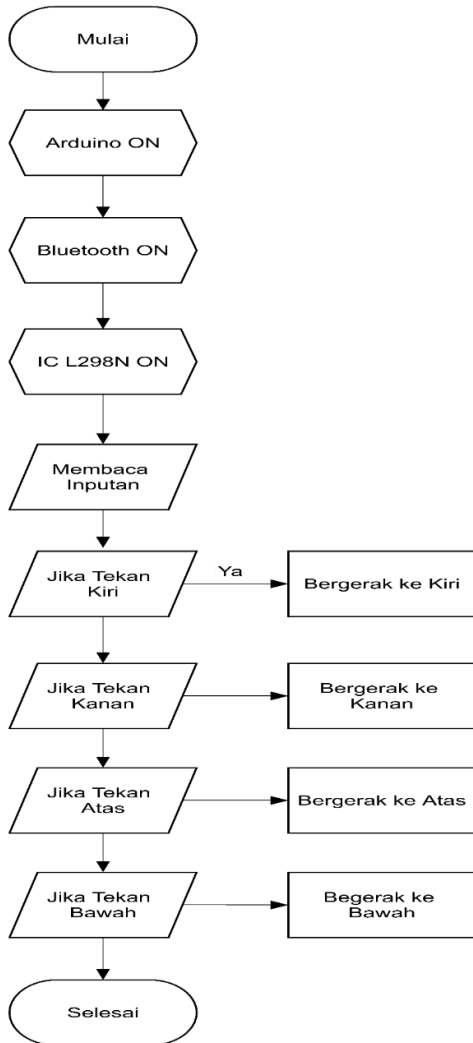 Mulai
Arduino ON
Bluetooth ON
IC L298N ON
Membaca
Inputan
Jika Tekan
Kiri
Ya
Bergerak ke Kiri
Jika Tekan
Kanan
Bergerak ke
Kanan
Jika Tekan
Atas
Bergerak ke Atas
Jika Tekan
Bawah
Begerak ke
Bawah
Selesai